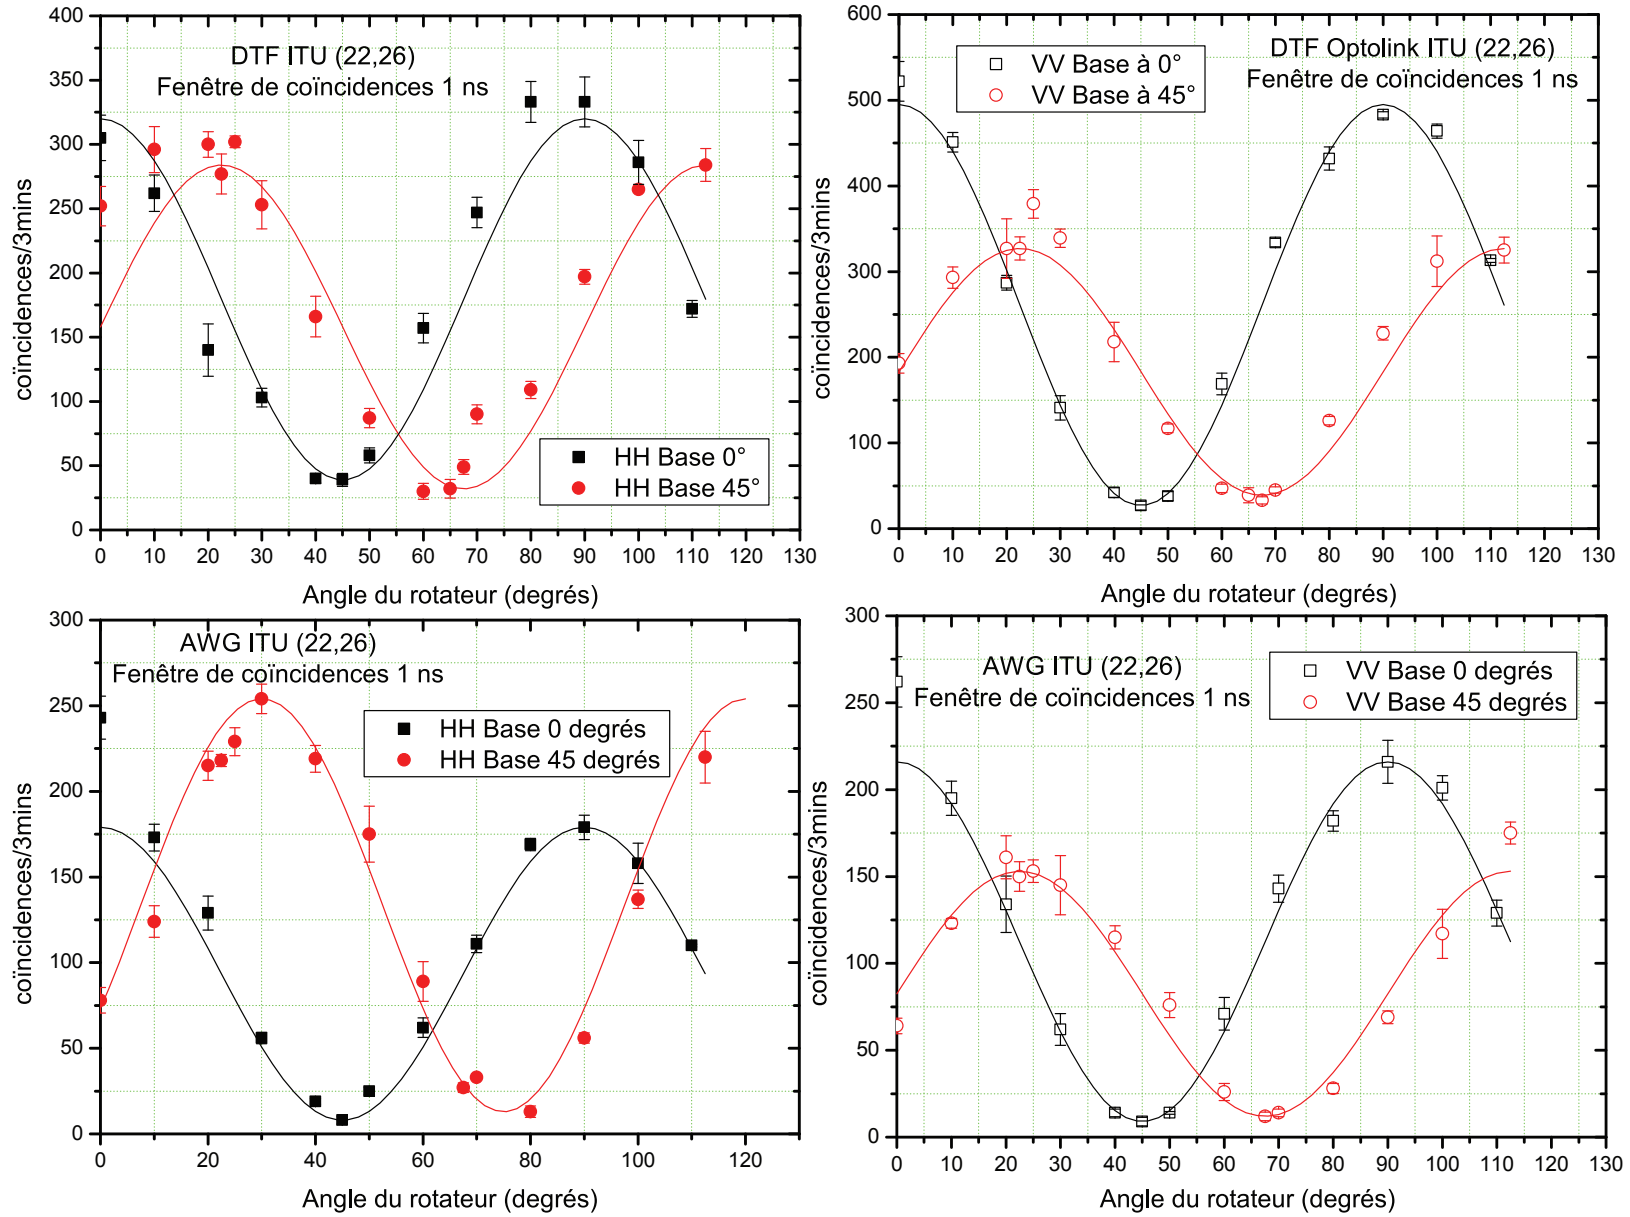 DTF ITU (22,26)
Fenêtre de coïncidences 1 ns
HH Base 0°
HH Base 45°
coïncidences/3mins
0
50
100
150
200
250
300
350
400
0 10 20 30 40 50 60 70 80 90 100 110 120 130
Angle du rotateur (degrés)
DTF Optolink ITU (22,26)
Fenêtre de coïncidences 1 ns
VV Base à 0°
VV Base à 45°
coïncidences/3mins
0
100
200
300
400
500
600
0 10 20 30 40 50 60 70 80 90 100 110 120 130
Angle du rotateur (degrés)
AWG ITU (22,26)
Fenêtre de coïncidences 1 ns
HH Base 0 degrés
HH Base 45 degrés
coïncidences/3mins
0
50
100
150
200
250
300
0 10 20 30 40 50 60 70 80 90 100 120
Angle du rotateur (degrés)
AWG ITU (22,26)
Fenêtre de coïncidences 1 ns
VV Base 0 degrés
VV Base 45 degrés
coïncidences/3mins
0
50
100
150
200
250
300
0 10 20 30 40 50 60 70 80 90 100 110 120 130
Angle du rotateur (degrés)